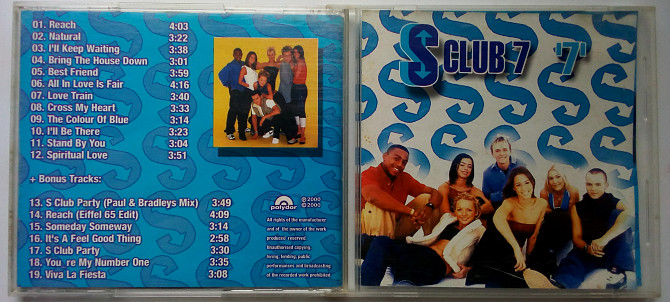 01. Reach 4:03
02. Natural 3:22
03. I'll Keep Waiting 3:38
04. Bring The House Down 3:01
05. Best Friend 3:59
06. All In Love Is Fair 4:16
07. Love Train 3:40
08. Cross My Heart 3:33
09. The Colour Of Blue 3:14
10. I'll Be There 3:23
11. Stand By You 3:04
12. Spiritual Love 3:51
+ Bonus Tracks:
13. S Club Party (Paul & Bradleys Mix) 3:49
14. Reach (Eiffel 65 Edit) 4:09
15. Someday Someway 3:14
16. It's A Feel Good Thing 2:58
17. S Club Party 3:30
18. You re My Number One 3:35
19. Viva La Fiesta 3:08
polydor
℗ 2000
© 2000
All rights of the manufacturer
and of the owner of the work
produced reserved.
Unauthorised copying,
hiring, lending, public
performances and broadcasting
of the recorded work prohibited.
S CLUB 7 '7'